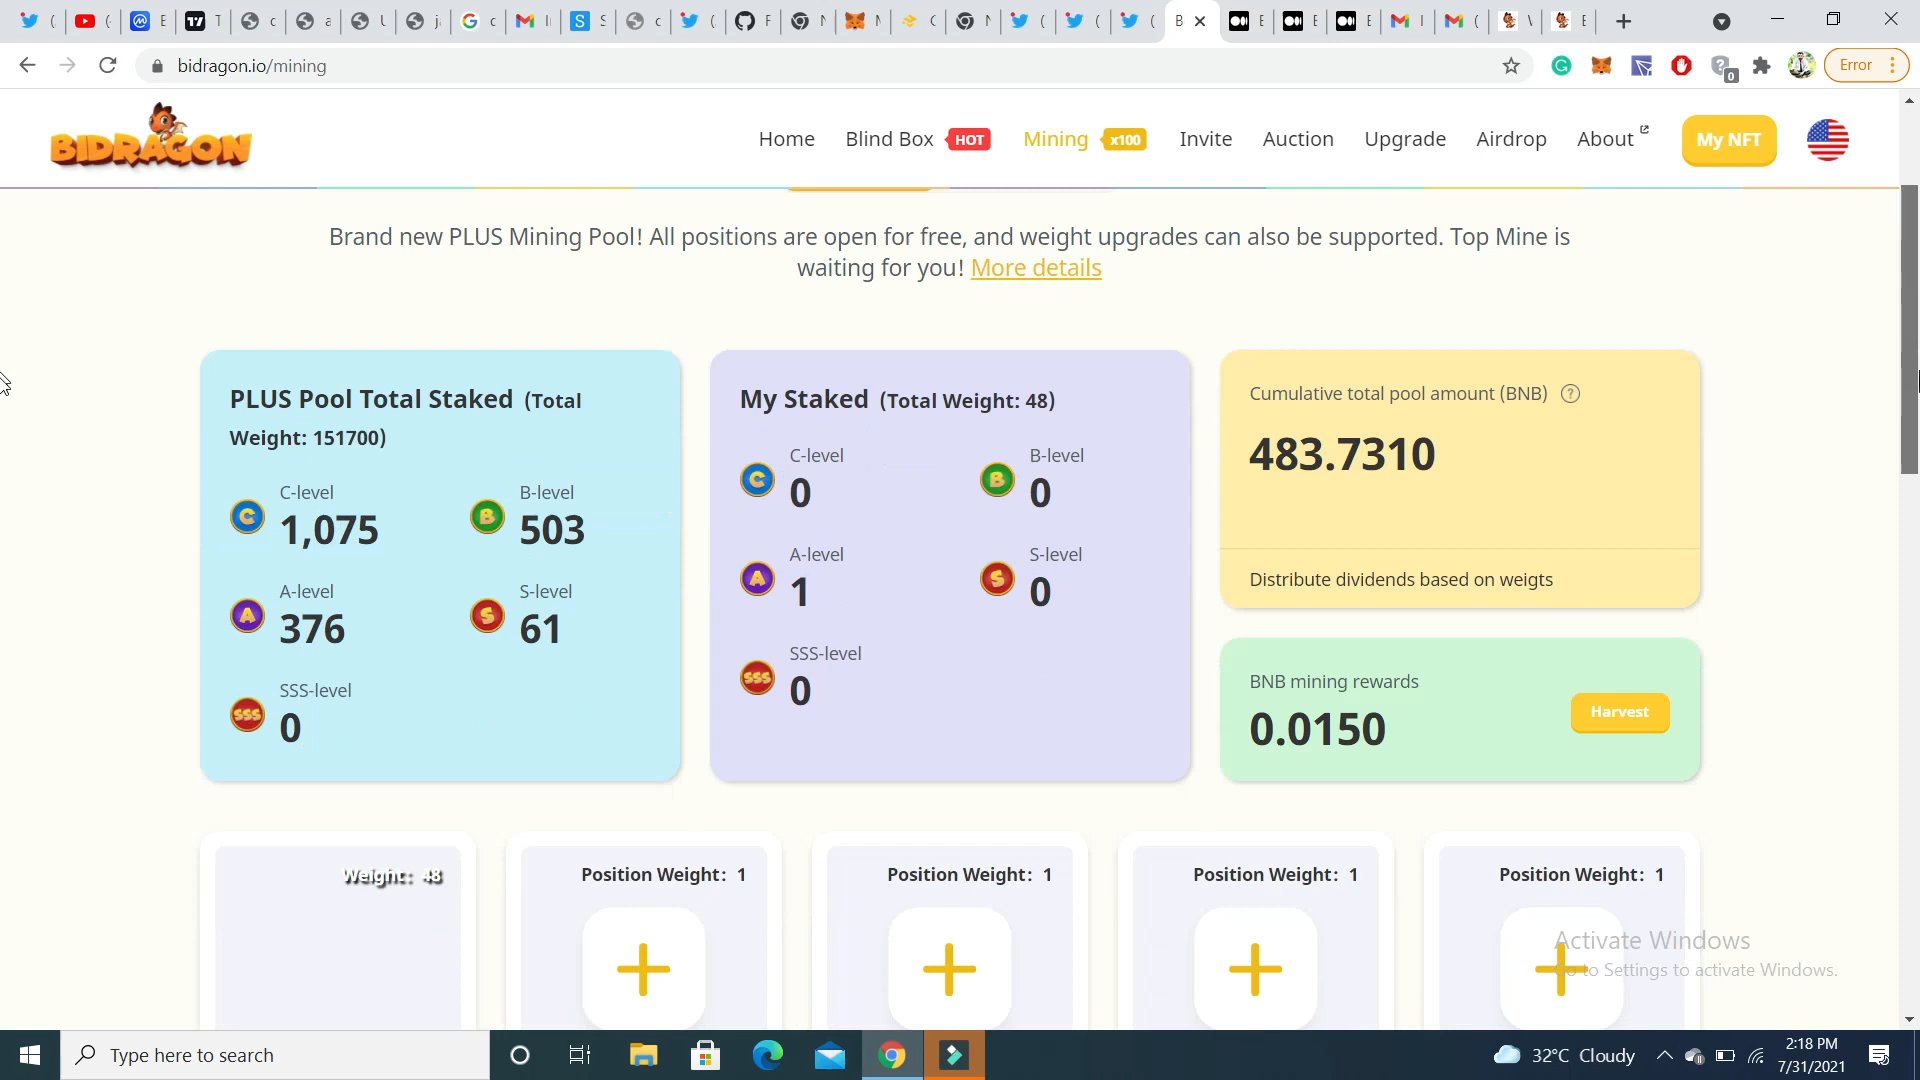 bidragon.io/mining
Error
0
BIDRAGON
Home
Blind Box HOT
Mining x100
Invite
Auction
Upgrade
Airdrop
About
My NFT
Brand new PLUS Mining Pool! All positions are open for free, and weight upgrades can also be supported. Top Mine is
waiting for you! More details
PLUS Pool Total Staked (Total
Weight: 151700)
C-level
C 1,075
B-level
B 503
A-level
A 376
S-level
S 61
SSS-level
SSS 0
My Staked (Total Weight: 48)
C-level
C 0
B-level
B 0
A-level
A 1
S-level
S 0
SSS-level
SSS 0
Cumulative total pool amount (BNB) ?
483.7310
Distribute dividends based on weigts
BNB mining rewards
0.0150
Harvest
Weight: 48
Position Weight: 1
Position Weight: 1
Position Weight: 1
Position Weight: 1
Activate Windows
Go to Settings to activate Windows.
Type here to search
32°C Cloudy
2:18 PM
7/31/2021